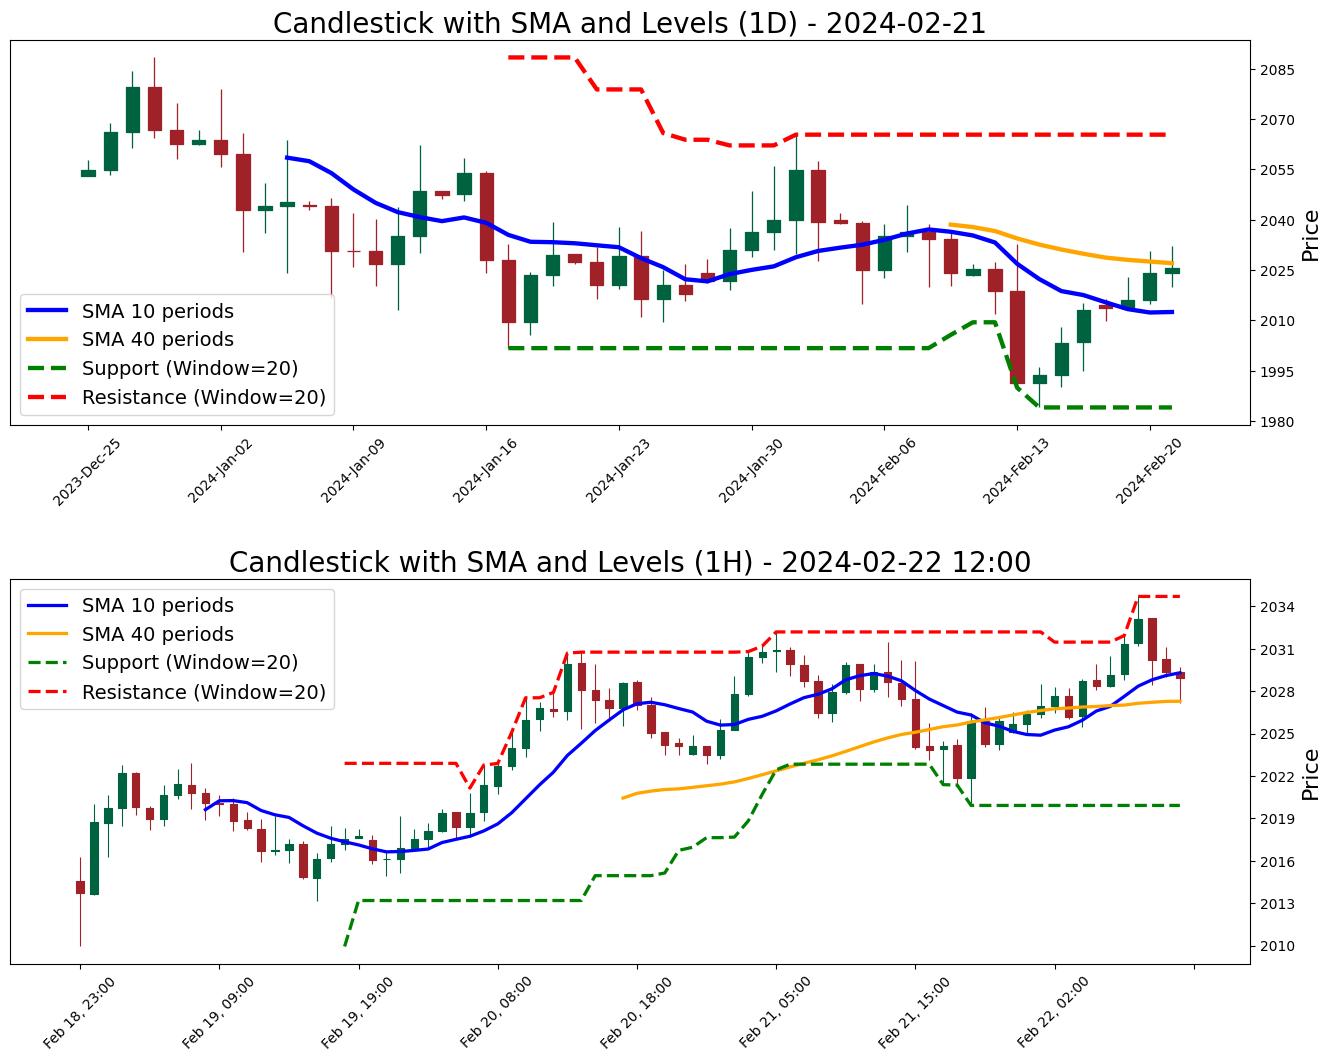 Candlestick with SMA and Levels (1D) - 2024-02-21
2085
2070
2055
2040
2025
2010
1995
1980
Price
SMA 10 periods
SMA 40 periods
Support (Window=20)
Resistance (Window=20)
2023-Dec-25
2024-Jan-02
2024-Jan-09
2024-Jan-16
2024-Jan-23
2024-Jan-30
2024-Feb-06
2024-Feb-13
2024-Feb-20
Candlestick with SMA and Levels (1H) - 2024-02-22 12:00
SMA 10 periods
SMA 40 periods
Support (Window=20)
Resistance (Window=20)
2034
2031
2028
2025
2022
2019
2016
2013
2010
Price
Feb 18, 23:00
Feb 19, 09:00
Feb 19, 19:00
Feb 20, 08:00
Feb 20, 18:00
Feb 21, 05:00
Feb 21, 15:00
Feb 22, 02:00